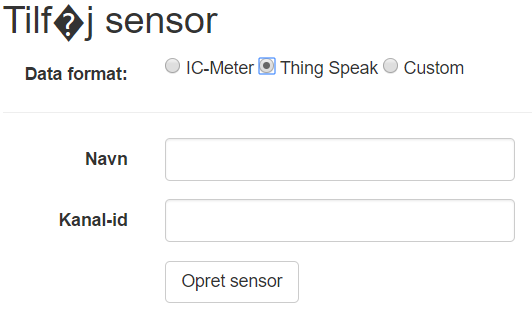 Tilf�j sensor
Data format: IC-Meter Thing Speak Custom
Navn
Kanal-id
Opret sensor